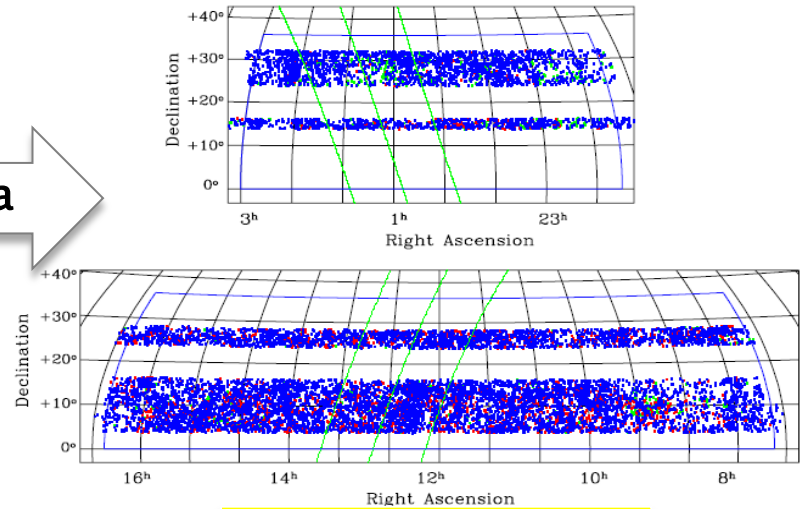 +40°
+30°
+20°
+10°
0°
Declination
3ʰ 1ʰ 23ʰ
Right Ascension
a
+40°
+30°
+20°
+10°
0°
Declination
16ʰ 14ʰ 12ʰ 10ʰ 8ʰ
Right Ascension